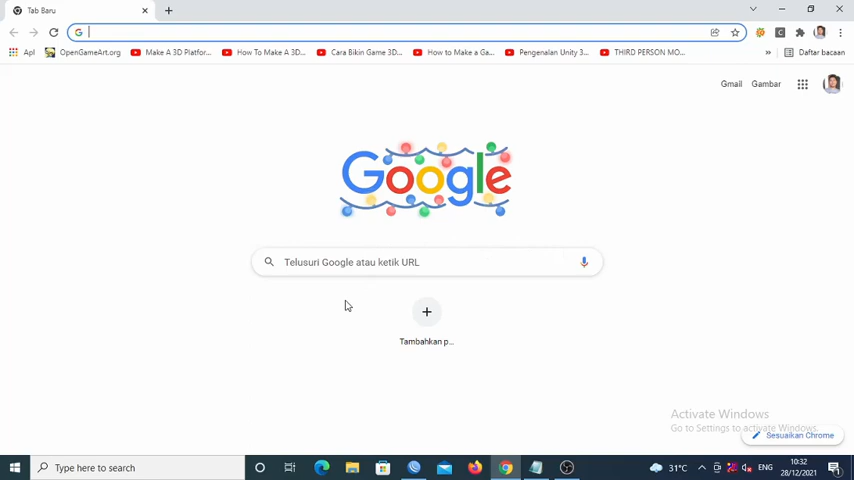 Tab Baru
Apl
OpenGameArt.org
Make A 3D Platfor...
How To Make A 3D...
Cara Bikin Game 3D...
How to Make a Ga...
Pengenalan Unity 3...
THIRD PERSON MO...
»
Daftar bacaan
Gmail
Gambar
Google
Telusuri Google atau ketik URL
Tambahkan p...
Activate Windows
Go to Settings to activate Windows.
Sesuaikan Chrome
Type here to search
31°C
ENG
10:32
28/12/2021